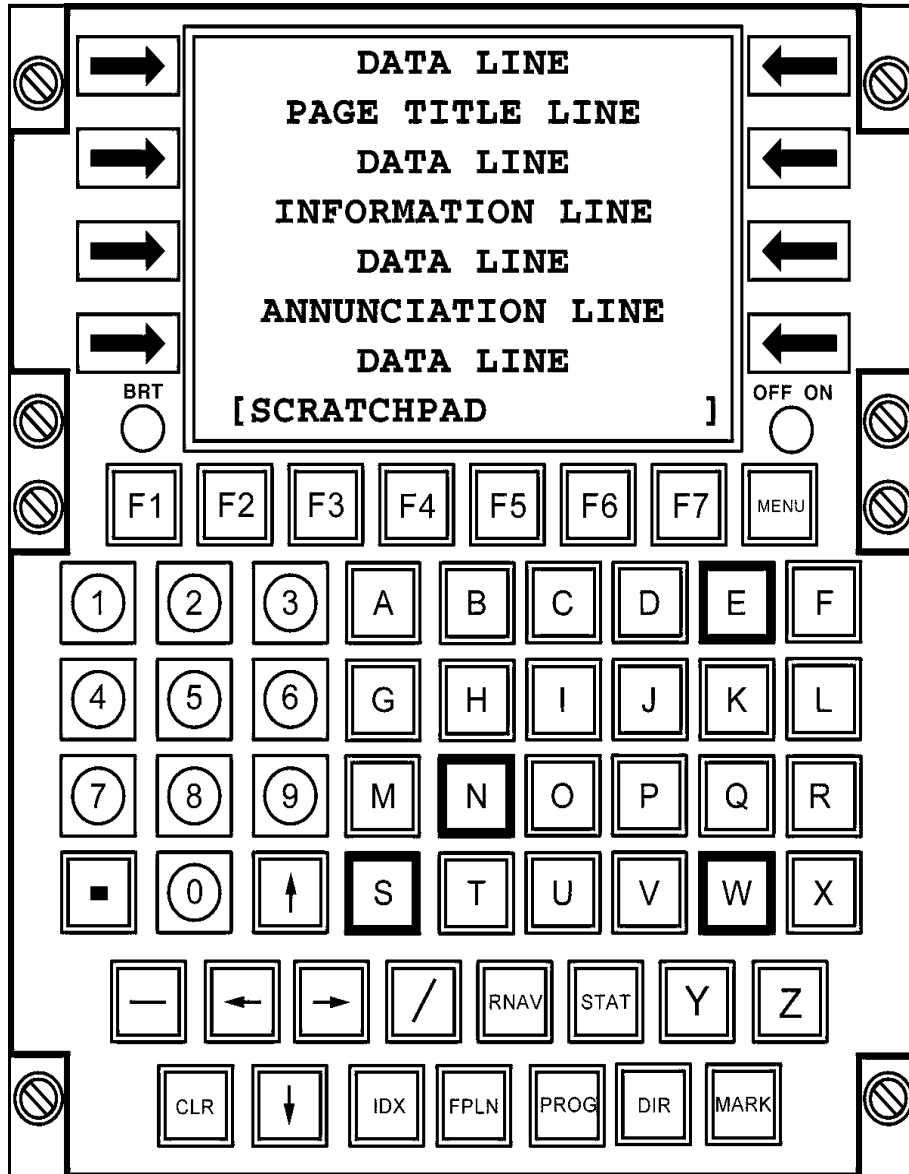 DATA LINE
PAGE TITLE LINE
DATA LINE
INFORMATION LINE
DATA LINE
ANNUNCIATION LINE
DATA LINE
BRT
[SCRATCHPAD ]
OFF ON
F1 F2 F3 F4 F5 F6 F7 MENU
1 2 3 A B C D E F
4 5 6 G H I J K L
7 8 9 M N O P Q R
. 0 ↑ S T U V W X
— ← → / RNAV STAT Y Z
CLR ↓ IDX FPLN PROG DIR MARK